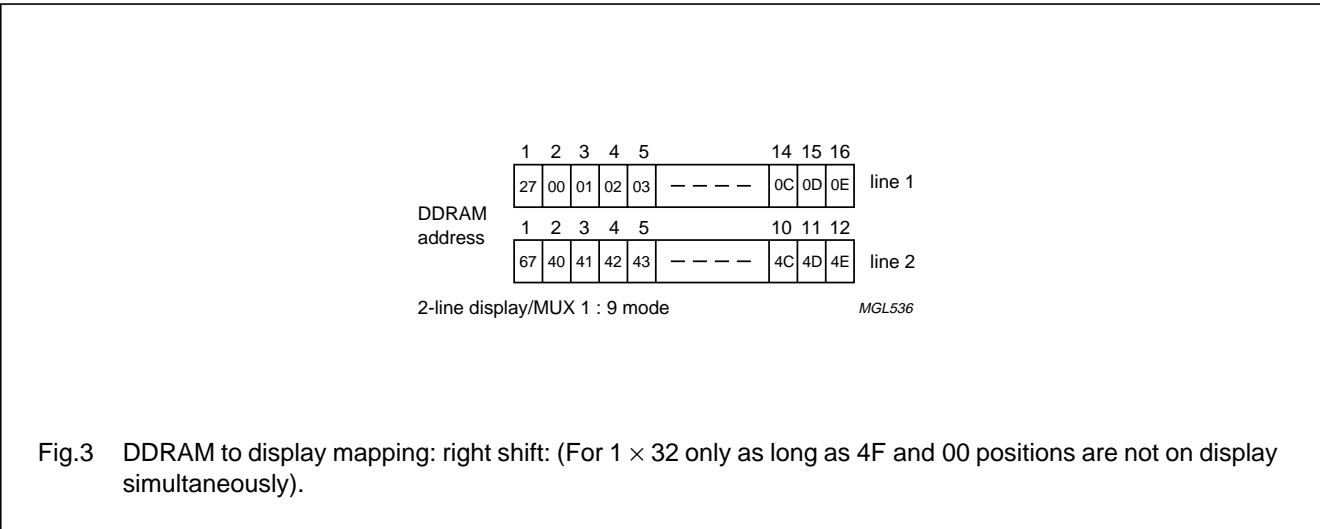 1 2 3 4 5 14 15 16
27 00 01 02 03 – – – – 0C 0D 0E line 1
DDRAM address
1 2 3 4 5 10 11 12
67 40 41 42 43 – – – – 4C 4D 4E line 2
2-line display/MUX 1 : 9 mode MGL536
Fig.3 DDRAM to display mapping: right shift: (For 1 × 32 only as long as 4F and 00 positions are not on display
simultaneously).